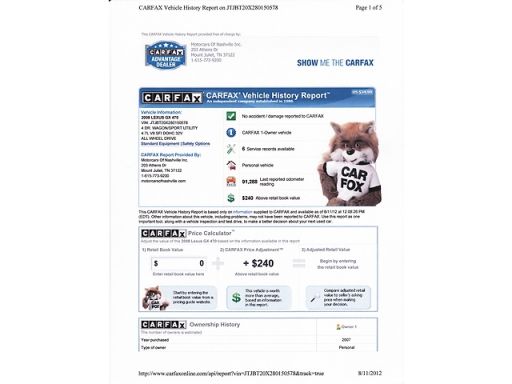 CARFAX Vehicle History Report on JTJBT20X280150578
Page 1 of 5
This CARFAX Vehicle History Report provided free of charge by:
CARFAX
ADVANTAGE
DEALER
Motorcars Of Nashville Inc.
203 Athens Dr
Mount Juliet, TN 37122
1-615-773-9200
SHOW ME THE CARFAX
CARFAX CARFAX Vehicle History Report™
An independent company established in 1986
US $34.99
Vehicle Information:
2008 LEXUS GX 470
VIN: JTJBT20X280150578
4 DR. WAGON/SPORT UTILITY
4.7L V8 SFI DOHC 32V
ALL WHEEL DRIVE
Standard Equipment | Safety Options
CARFAX Report Provided By:
Motorcars Of Nashville Inc.
203 Athens Dr
Mount Juliet, TN 37122
1-615-773-9200
motorcarsofnashville.com
No accident / damage reported to CARFAX
CARFAX 1-Owner vehicle
6 Service records available
Personal vehicle
91,288 Last reported odometer reading
$240 Above retail book value
CAR
FOX
This CARFAX Vehicle History Report is based only on information supplied to CARFAX and available as of 8/11/12 at 12:08:26 PM
(EDT). Other information about this vehicle, including problems, may not have been reported to CARFAX. Use this report as one
important tool, along with a vehicle inspection and test drive, to make a better decision about your next used car.
CARFAX Price Calculator™
Adjust the value of this 2008 Lexus GX 470 based on the information available in this report
1) Retail Book Value
2) CARFAX Price Adjustment™
3) Adjusted Retail Value
$ 0
+ $240
Begin by entering
the retail book value
Enter retail book value here
Above retail book value
Start by entering the
retail book value from a
pricing guide website.
This vehicle is worth
more than average,
based on information
in this report.
Compare adjusted retail
value to seller's asking
price when making
your decision.
CARFAX Ownership History
The number of owners is estimated
Owner 1
Year purchased
2007
Type of owner
Personal
http://www.carfaxonline.com/api/report?vin=JTJBT20X280150578&track=true
8/11/2012